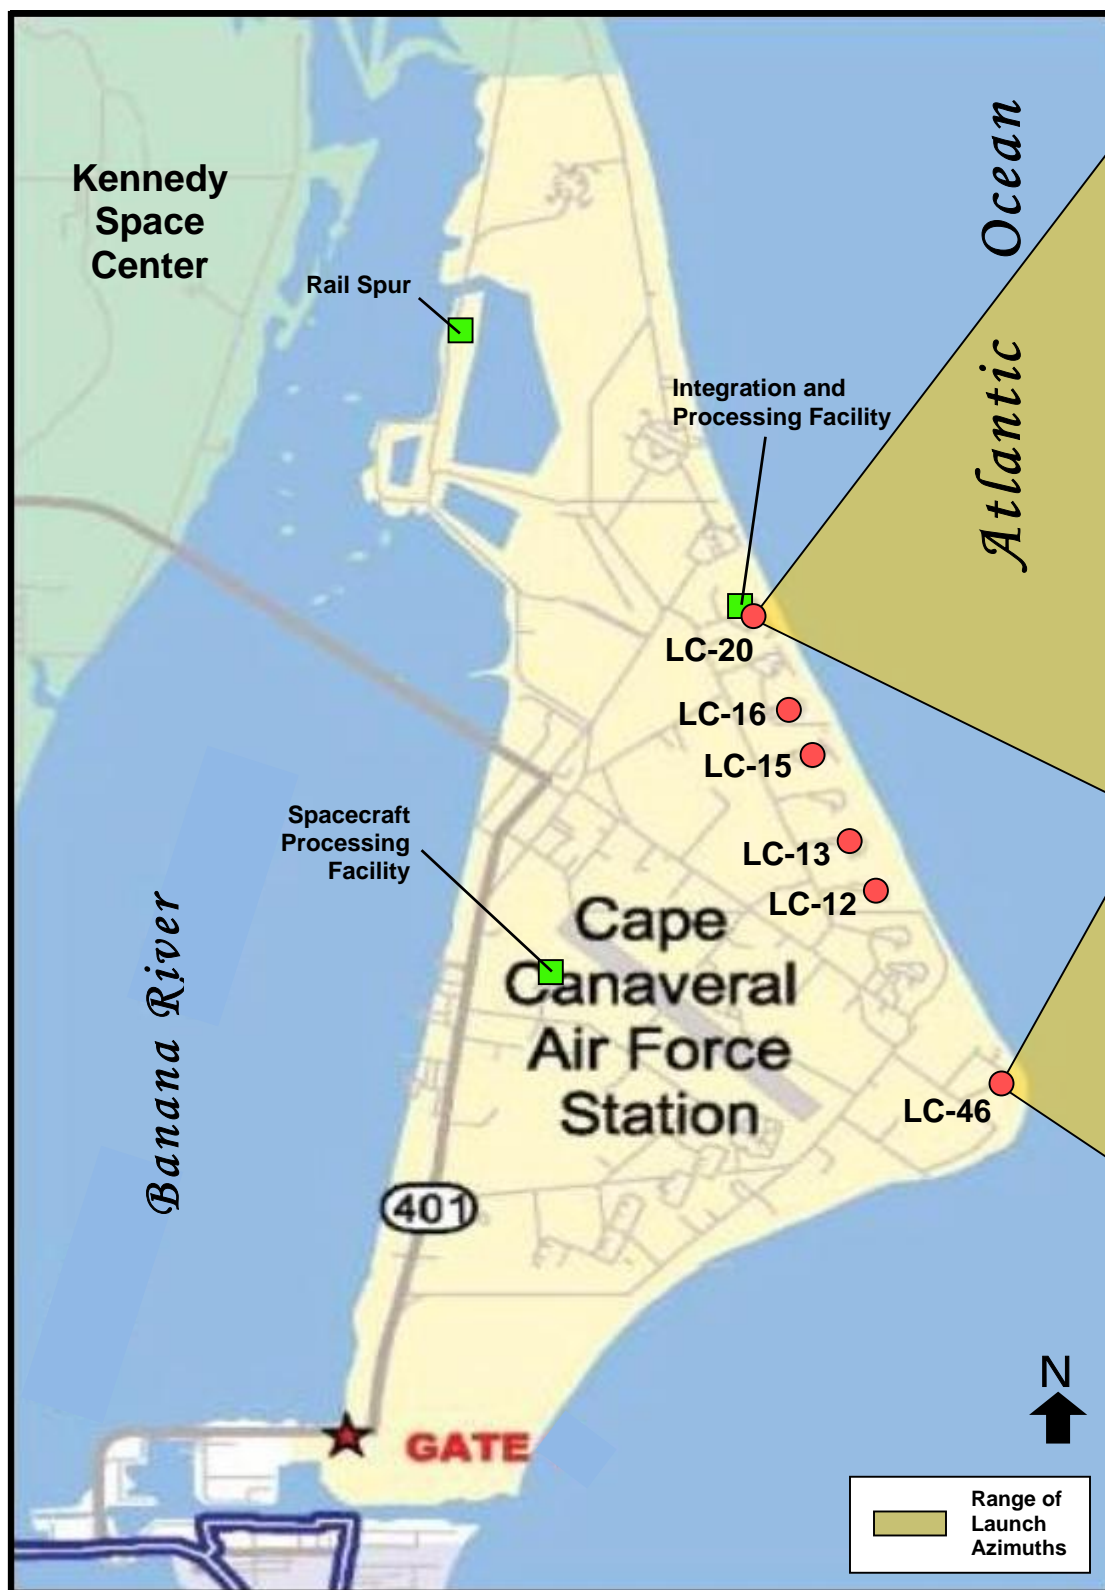 Kennedy
Space
Center
Atlantic Ocean
Rail Spur
Integration and
Processing Facility
LC-20
LC-16
LC-15
Spacecraft
Processing
Facility
LC-13
LC-12
Cape
Canaveral
Air Force
Station
Banana River
LC-46
401
GATE
N
Range of
Launch
Azimuths